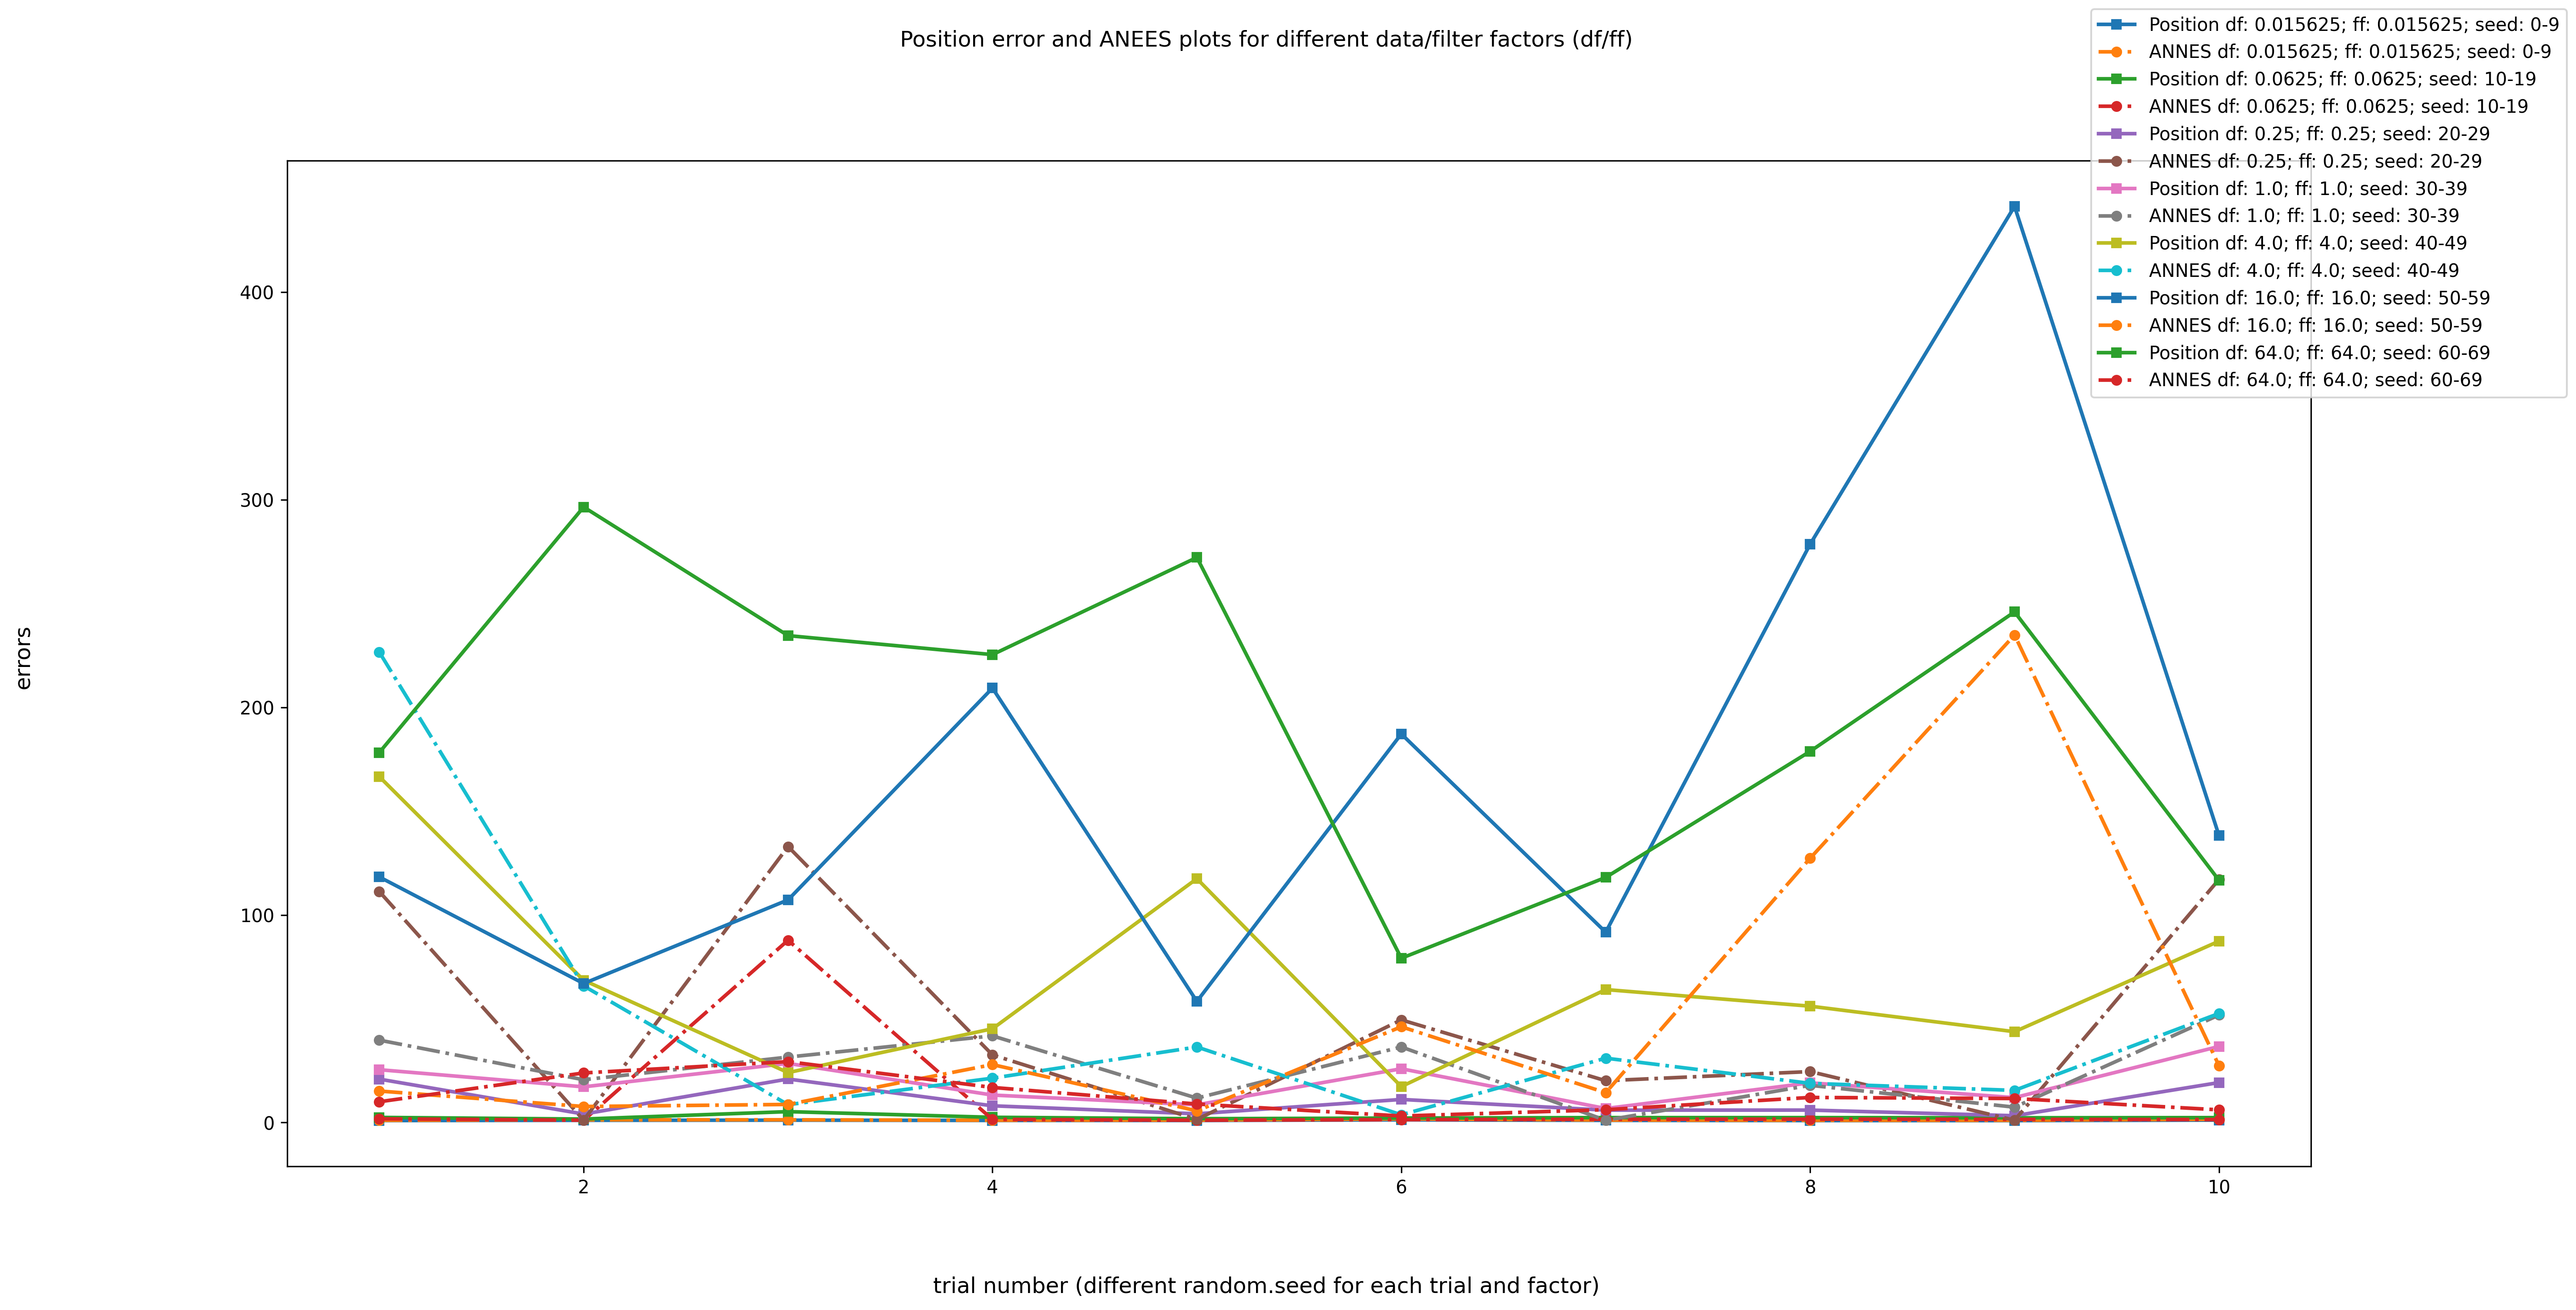 Position error and ANEES plots for different data/filter factors (df/ff)
Position df: 0.015625; ff: 0.015625; seed: 0-9
ANNES df: 0.015625; ff: 0.015625; seed: 0-9
Position df: 0.0625; ff: 0.0625; seed: 10-19
ANNES df: 0.0625; ff: 0.0625; seed: 10-19
Position df: 0.25; ff: 0.25; seed: 20-29
ANNES df: 0.25; ff: 0.25; seed: 20-29
Position df: 1.0; ff: 1.0; seed: 30-39
ANNES df: 1.0; ff: 1.0; seed: 30-39
Position df: 4.0; ff: 4.0; seed: 40-49
ANNES df: 4.0; ff: 4.0; seed: 40-49
Position df: 16.0; ff: 16.0; seed: 50-59
ANNES df: 16.0; ff: 16.0; seed: 50-59
Position df: 64.0; ff: 64.0; seed: 60-69
ANNES df: 64.0; ff: 64.0; seed: 60-69
errors
400
300
200
100
0
2
4
6
8
10
trial number (different random.seed for each trial and factor)